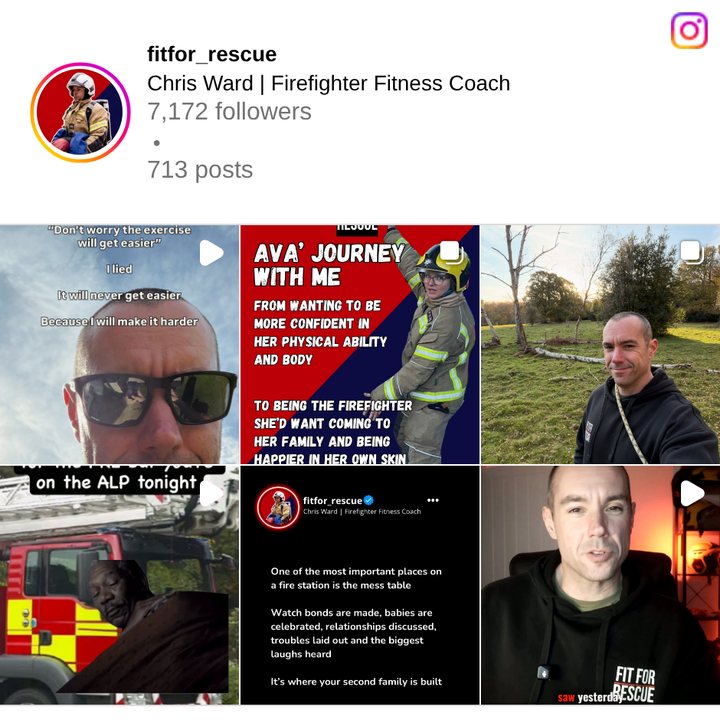 fitfor_rescue
Chris Ward | Firefighter Fitness Coach
7,172 followers
•
713 posts
“Don’t worry the exercise
will get easier”
I lied
It will never get easier
Because I will make it harder
RESCUE
AVA’ JOURNEY
WITH ME
FROM WANTING TO BE
MORE CONFIDENT IN
HER PHYSICAL ABILITY
AND BODY
TO BEING THE FIREFIGHTER
SHE’D WANT COMING TO
HER FAMILY AND BEING
HAPPIER IN HER OWN SKIN
on the ALP tonight
fitfor_rescue
Chris Ward | Firefighter Fitness Coach
One of the most important places on
a fire station is the mess table
Watch bonds are made, babies are
celebrated, relationships discussed,
troubles laid out and the biggest
laughs heard
It’s where your second family is built
FIT FOR
RESCUE
saw yesterday